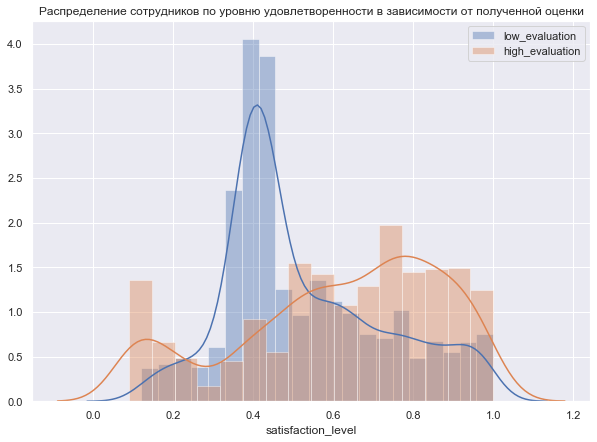 Распределение сотрудников по уровню удовлетворенности в зависимости от полученной оценки
low_evaluation
high_evaluation
4.0
3.5
3.0
2.5
2.0
1.5
1.0
0.5
0.0
0.0 0.2 0.4 0.6 0.8 1.0 1.2
satisfaction_level